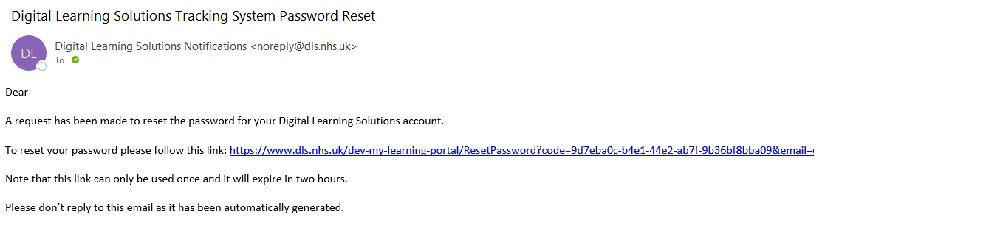 Digital Learning Solutions Tracking System Password Reset
DL
Digital Learning Solutions Notifications <noreply@dls.nhs.uk>
To
Dear
A request has been made to reset the password for your Digital Learning Solutions account.
To reset your password please follow this link: https://www.dls.nhs.uk/dev-my-learning-portal/ResetPassword?code=9d7eba0c-b4e1-44e2-ab7f-9b36bf8bba09&email=
Note that this link can only be used once and it will expire in two hours.
Please don’t reply to this email as it has been automatically generated.